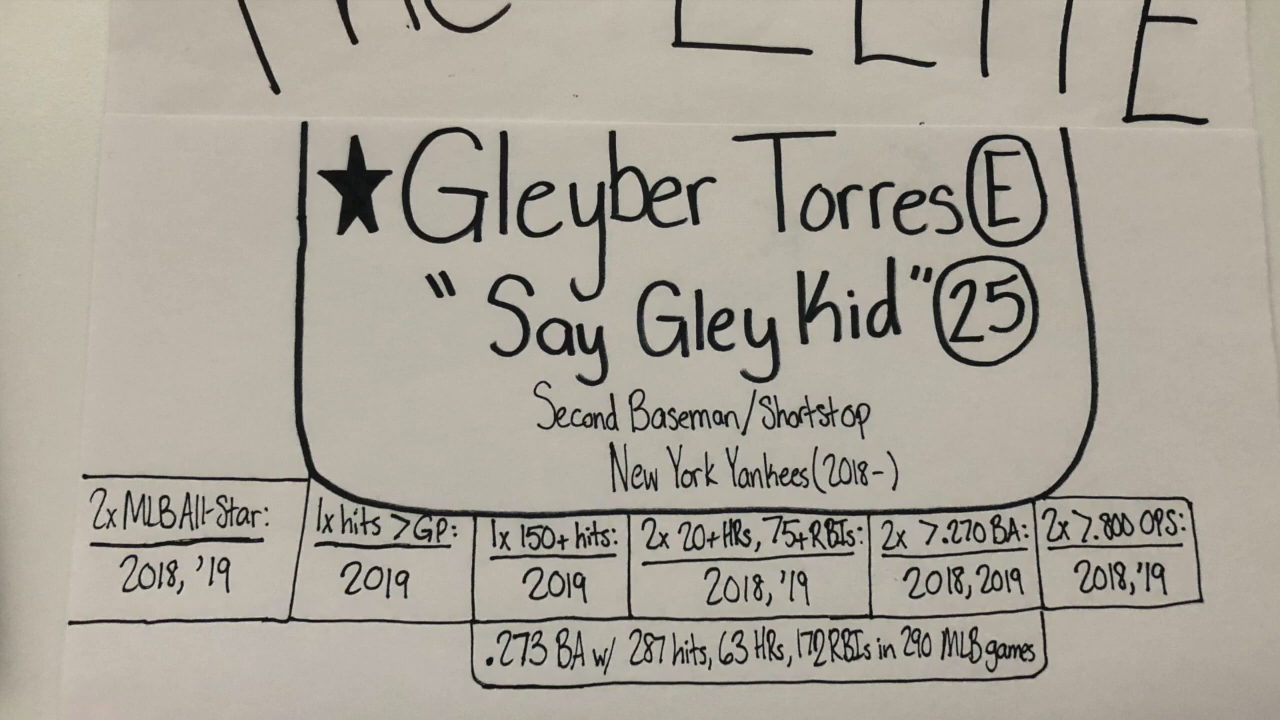 THE ELITE
★Gleyber Torres E
"Say Gley Kid" 25
Second Baseman/Shortstop
New York Yankees (2018-)
2x MLB All-Star:
2018, '19
1x hits > GP:
2019
1x 150+ hits:
2019
2x 20+ HRs, 75+ RBIs:
2018, '19
2x >.270 BA:
2018, 2019
2x >.800 OPS:
2018, '19
.273 BA w/ 287 hits, 63 HRs, 172 RBIs in 290 MLB games